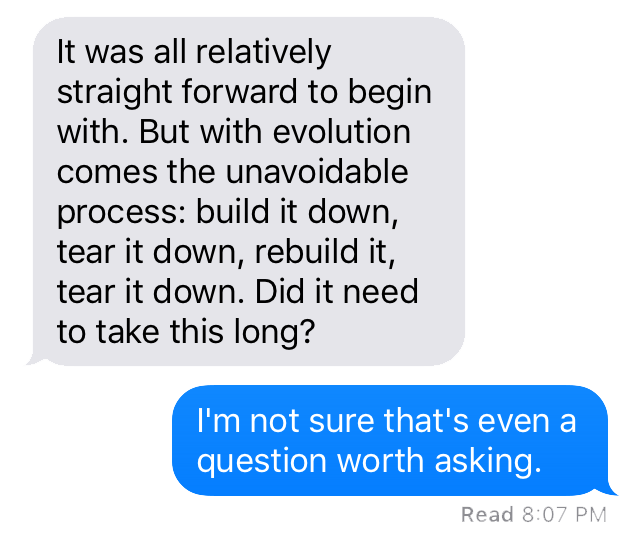 It was all relatively
straight forward to begin
with. But with evolution
comes the unavoidable
process: build it down,
tear it down, rebuild it,
tear it down. Did it need
to take this long?
I'm not sure that's even a
question worth asking.
Read 8:07 PM